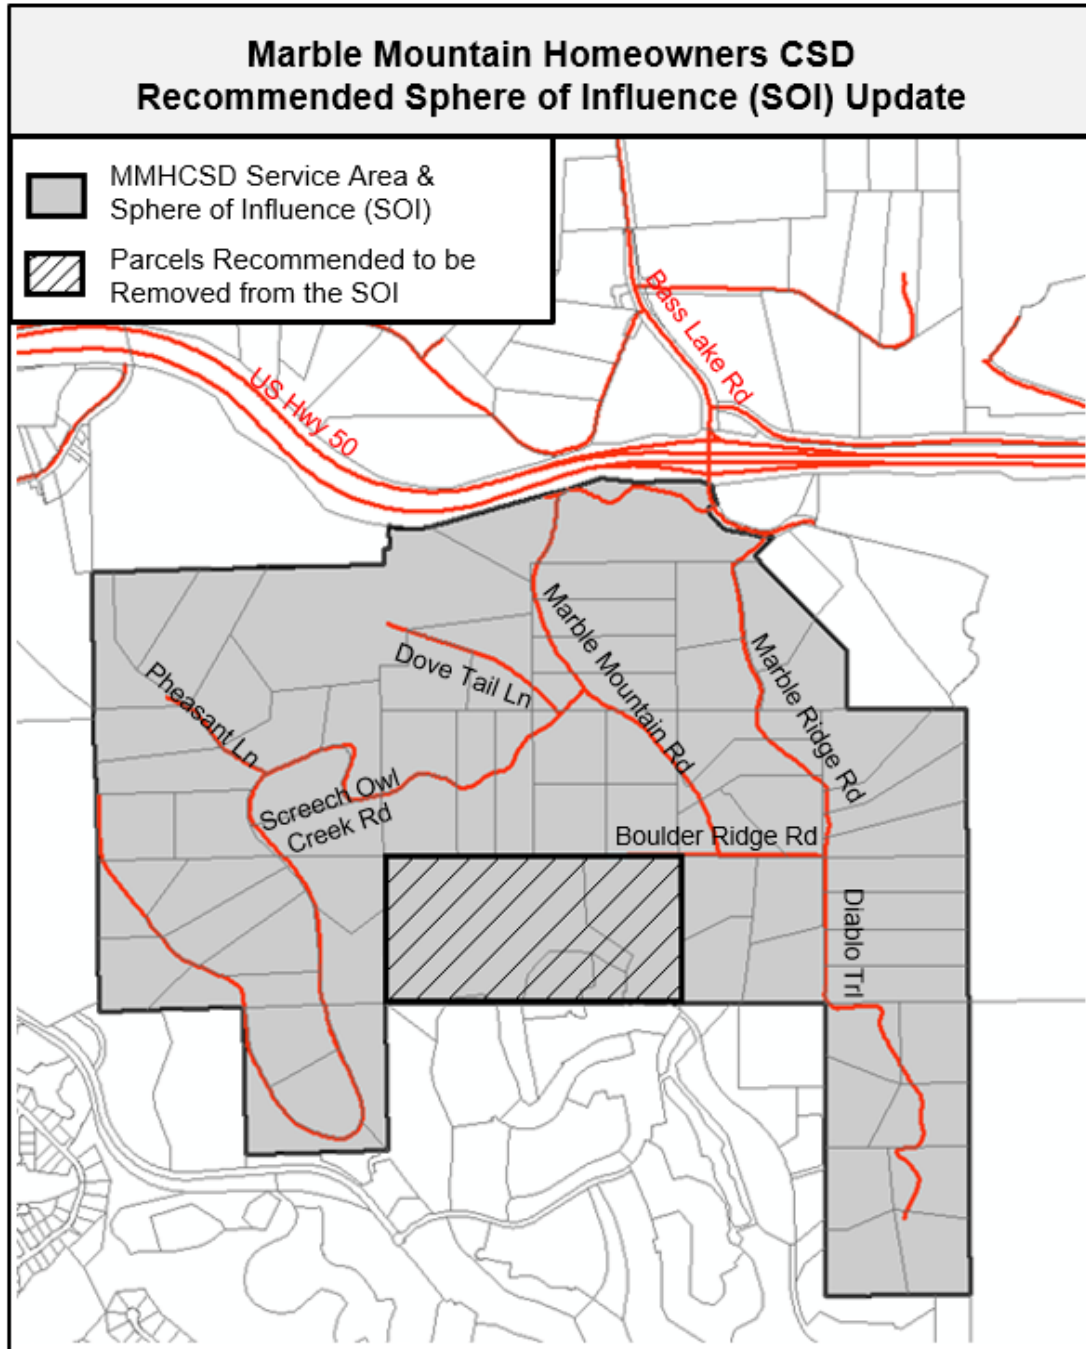 Marble Mountain Homeowners CSD
Recommended Sphere of Influence (SOI) Update
MMHCSD Service Area &
Sphere of Influence (SOI)
Parcels Recommended to be
Removed from the SOI
Bass Lake Rd
US Hwy 50
Marble Mountain Rd
Dove Tail Ln
Marble Ridge Rd
Pheasant Ln
Screech Owl
Creek Rd
Boulder Ridge Rd
Diablo Trl